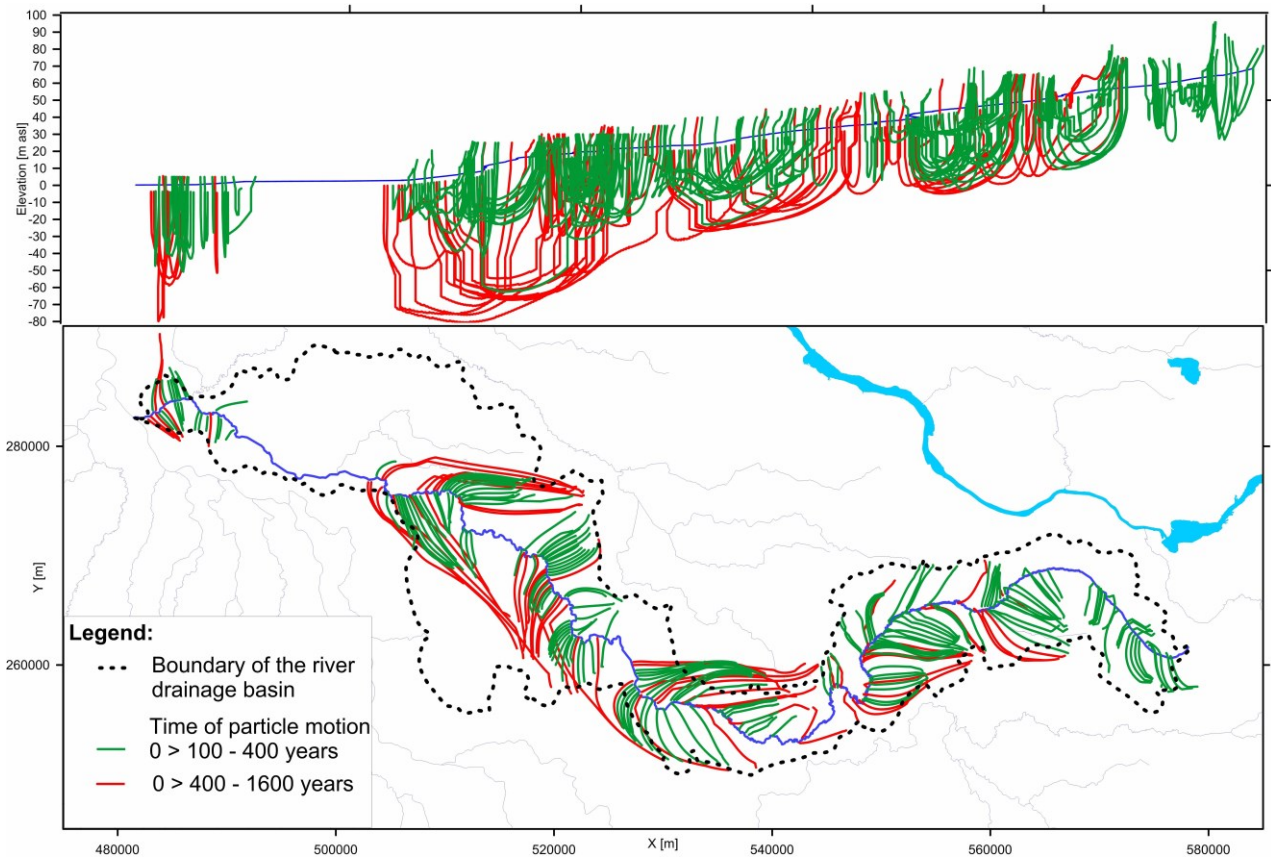 100
90
80
70
60
50
40
30
20
10
0
-10
-20
-30
-40
-50
-60
-70
-80
Elevation [m asl]
280000
260000
Y [m]
Legend:
Boundary of the river
drainage basin
Time of particle motion
0 > 100 - 400 years
0 > 400 - 1600 years
480000 500000 520000 540000 560000 580000
X [m]